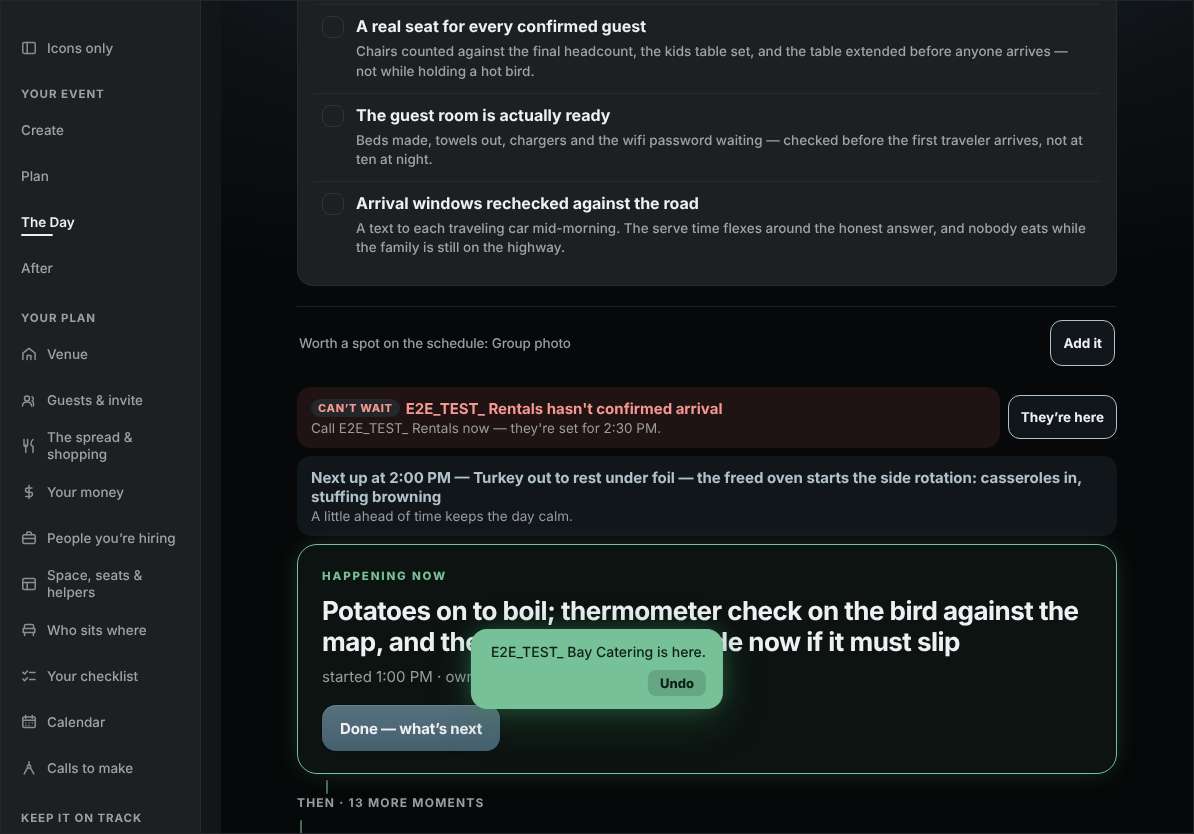 Icons only
YOUR EVENT
Create
Plan
The Day
After
YOUR PLAN
Venue
Guests & invite
The spread &
shopping
Your money
People you're hiring
Space, seats &
helpers
Who sits where
Your checklist
Calendar
Calls to make
KEEP IT ON TRACK
A real seat for every confirmed guest
Chairs counted against the final headcount, the kids table set, and the table extended before anyone arrives —
not while holding a hot bird.
The guest room is actually ready
Beds made, towels out, chargers and the wifi password waiting — checked before the first traveler arrives, not at
ten at night.
Arrival windows rechecked against the road
A text to each traveling car mid-morning. The serve time flexes around the honest answer, and nobody eats while
the family is still on the highway.
Worth a spot on the schedule: Group photo
Add it
CAN'T WAIT E2E_TEST_ Rentals hasn't confirmed arrival
Call E2E_TEST_ Rentals now — they're set for 2:30 PM.
They're here
Next up at 2:00 PM — Turkey out to rest under foil — the freed oven starts the side rotation: casseroles in,
stuffing browning
A little ahead of time keeps the day calm.
HAPPENING NOW
Potatoes on to boil; thermometer check on the bird against the
map, and the now if it must slip
started 1:00 PM ·
E2E_TEST_ Bay Catering is here.
Undo
Done — what's next
THEN · 13 MORE MOMENTS